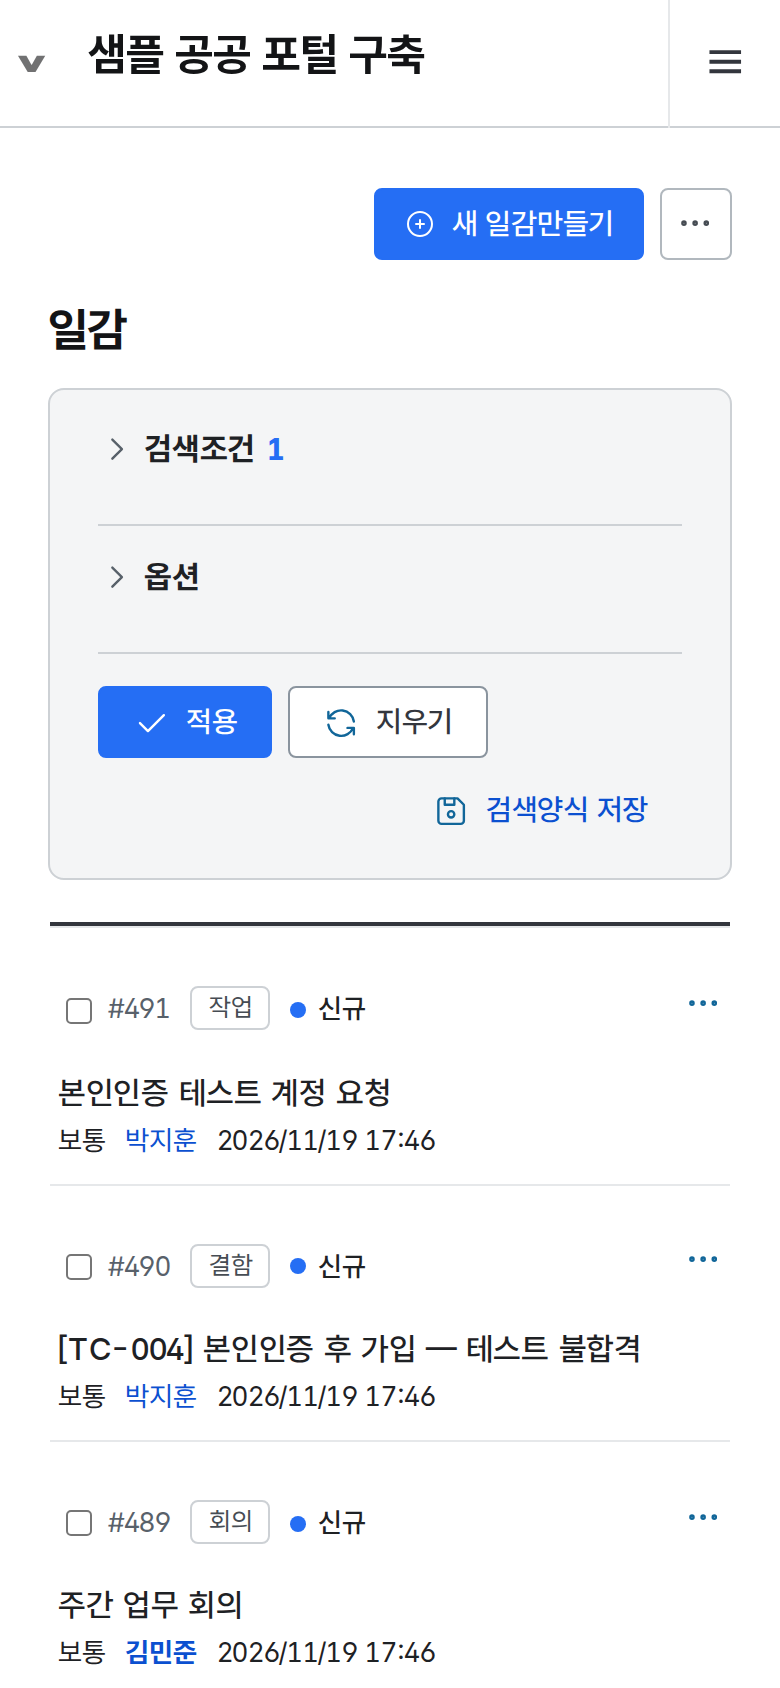 샘플 공공 포털 구축
새 일감만들기
일감
검색조건 1
옵션
적용 지우기
검색양식 저장
#491 작업 신규
본인인증 테스트 계정 요청
보통 박지훈 2026/11/19 17:46
#490 결함 신규
[TC-004] 본인인증 후 가입 — 테스트 불합격
보통 박지훈 2026/11/19 17:46
#489 회의 신규
주간 업무 회의
보통 김민준 2026/11/19 17:46